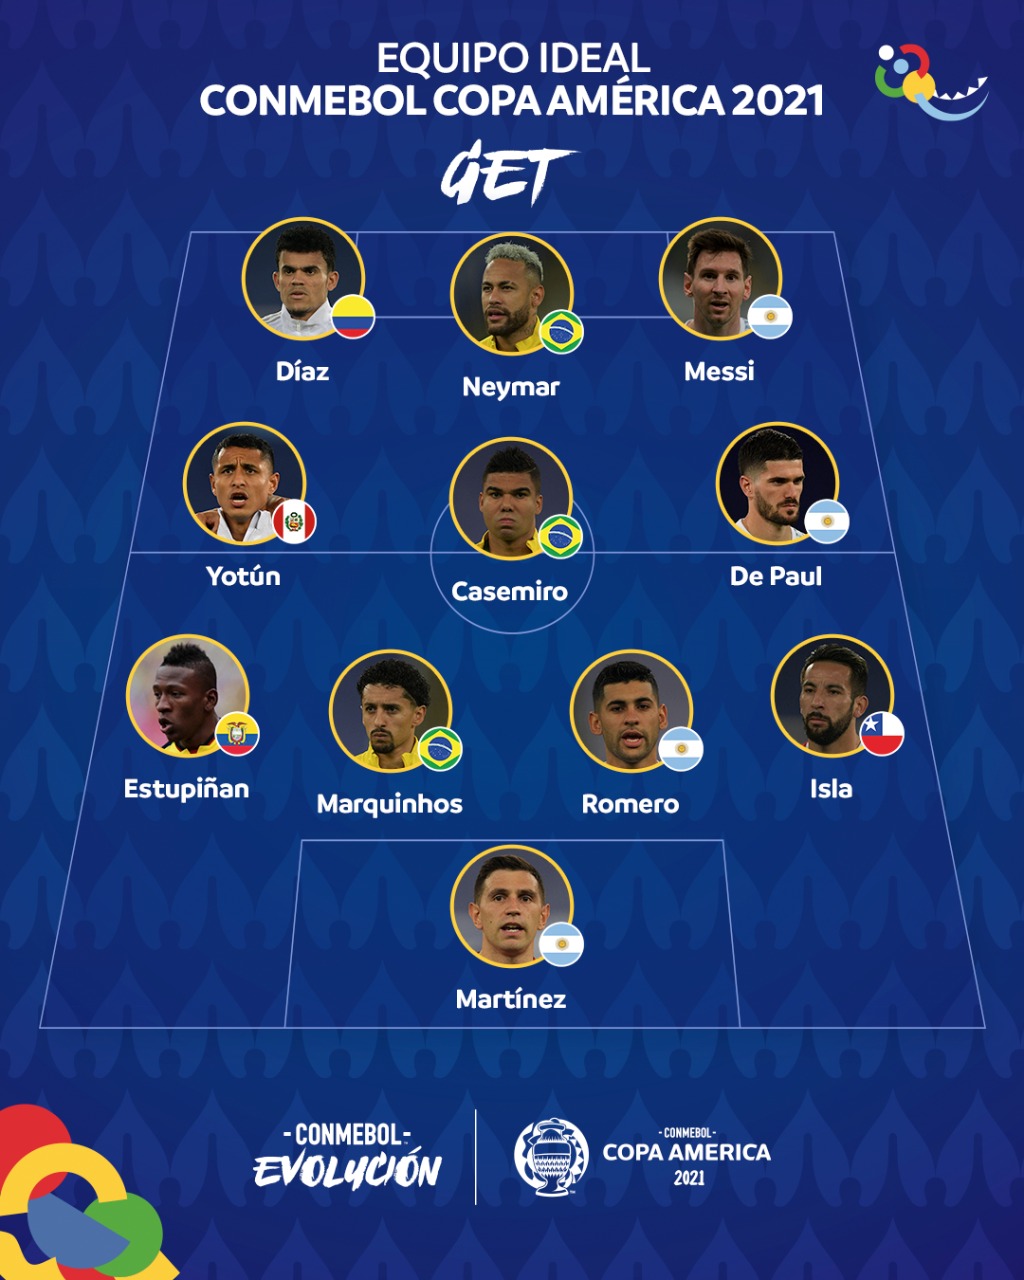 EQUIPO IDEAL
CONMEBOL COPA AMÉRICA 2021
GET
Díaz
Neymar
Messi
Yotún
Casemiro
De Paul
Estupiñan
Marquinhos
Romero
Isla
Martínez
-CONMEBOL-
EVOLUCIÓN
-CONMEBOL-
COPA AMERICA
2021